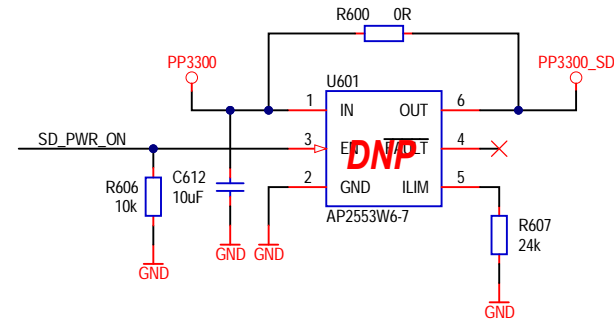 R600 0R
PP3300
PP3300_SD
U601
1 IN OUT 6
SD_PWR_ON
3 EN FAULT 4
DNP
2 GND ILIM 5
R606
10k
C612
10uF
AP2553W6-7
R607
24k
GND
GND
GND
GND